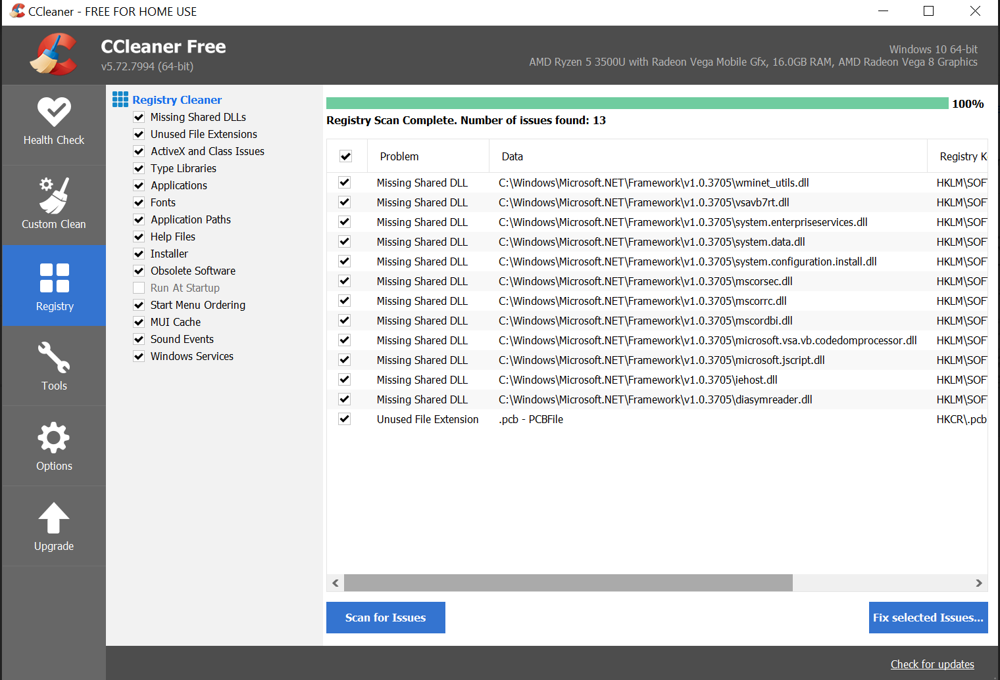 CCleaner - FREE FOR HOME USE
CCleaner Free
v5.72.7994 (64-bit)
Windows 10 64-bit
AMD Ryzen 5 3500U with Radeon Vega Mobile Gfx, 16.0GB RAM, AMD Radeon Vega 8 Graphics
Health Check
Custom Clean
Registry
Tools
Options
Upgrade
Registry Cleaner
Missing Shared DLLs
Unused File Extensions
ActiveX and Class Issues
Type Libraries
Applications
Fonts
Application Paths
Help Files
Installer
Obsolete Software
Run At Startup
Start Menu Ordering
MUI Cache
Sound Events
Windows Services
100%
Registry Scan Complete. Number of issues found: 13
Problem Data Registry K
Missing Shared DLL C:\Windows\Microsoft.NET\Framework\v1.0.3705\wminet_utils.dll HKLM\SOF
Missing Shared DLL C:\Windows\Microsoft.NET\Framework\v1.0.3705\vsavb7rt.dll HKLM\SOF
Missing Shared DLL C:\Windows\Microsoft.NET\Framework\v1.0.3705\system.enterpriseservices.dll HKLM\SOF
Missing Shared DLL C:\Windows\Microsoft.NET\Framework\v1.0.3705\system.data.dll HKLM\SOF
Missing Shared DLL C:\Windows\Microsoft.NET\Framework\v1.0.3705\system.configuration.install.dll HKLM\SOF
Missing Shared DLL C:\Windows\Microsoft.NET\Framework\v1.0.3705\mscorsec.dll HKLM\SOF
Missing Shared DLL C:\Windows\Microsoft.NET\Framework\v1.0.3705\mscorrc.dll HKLM\SOF
Missing Shared DLL C:\Windows\Microsoft.NET\Framework\v1.0.3705\mscordbi.dll HKLM\SOF
Missing Shared DLL C:\Windows\Microsoft.NET\Framework\v1.0.3705\microsoft.vsa.vb.codedomprocessor.dll HKLM\SOF
Missing Shared DLL C:\Windows\Microsoft.NET\Framework\v1.0.3705\microsoft.jscript.dll HKLM\SOF
Missing Shared DLL C:\Windows\Microsoft.NET\Framework\v1.0.3705\iehost.dll HKLM\SOF
Missing Shared DLL C:\Windows\Microsoft.NET\Framework\v1.0.3705\diasymreader.dll HKLM\SOF
Unused File Extension .pcb - PCBFile HKCR\.pcb
Scan for Issues
Fix selected Issues...
Check for updates